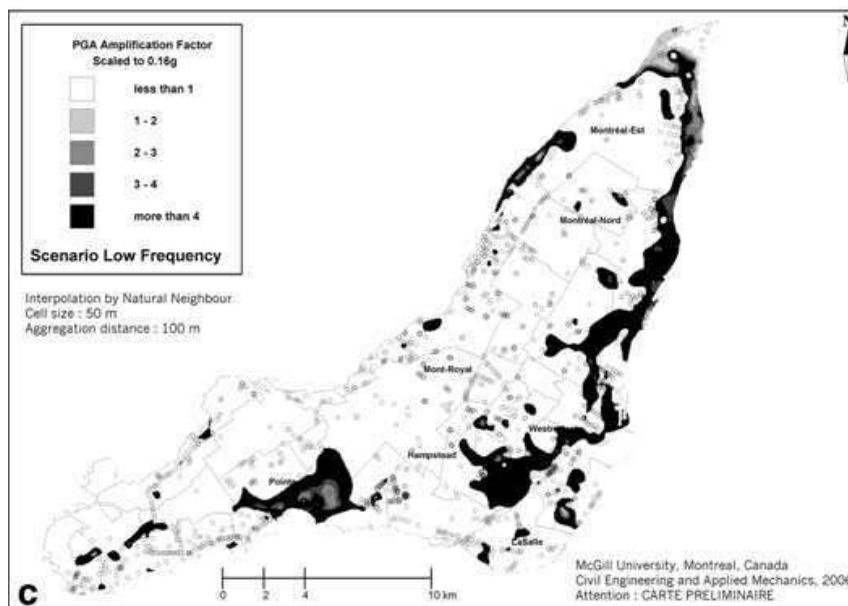 PGA Amplification Factor
Scaled to 0.16g
less than 1
1 - 2
2 - 3
3 - 4
more than 4
Scenario Low Frequency
Interpolation by Natural Neighbour
Cell size : 50 m
Aggregation distance : 100 m
N
Montréal-Est
Montréal-Nord
Mont-Royal
Hampstead
LaSalle
0 2 4 10 km
McGill University, Montreal, Canada
Civil Engineering and Applied Mechanics, 2006
Attention : CARTE PRELIMINAIRE
C